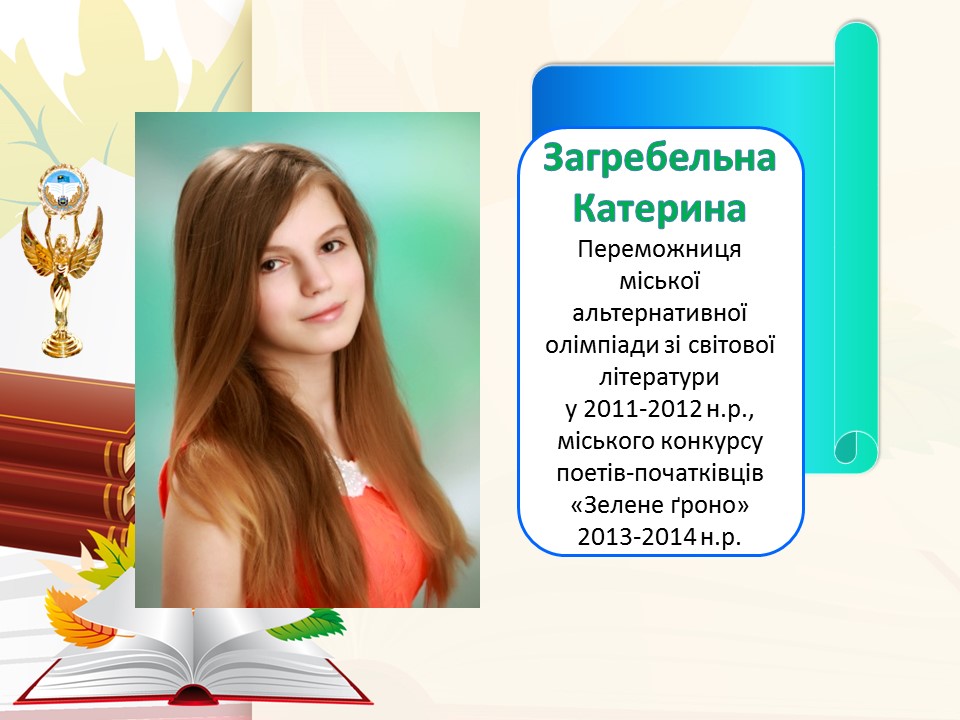 Загребельна
Катерина
Переможниця
міської
альтернативної
олімпіади зі світової
літератури
у 2011-2012 н.р.,
міського конкурсу
поетів-початківців
«Зелене ґроно»
2013-2014 н.р.